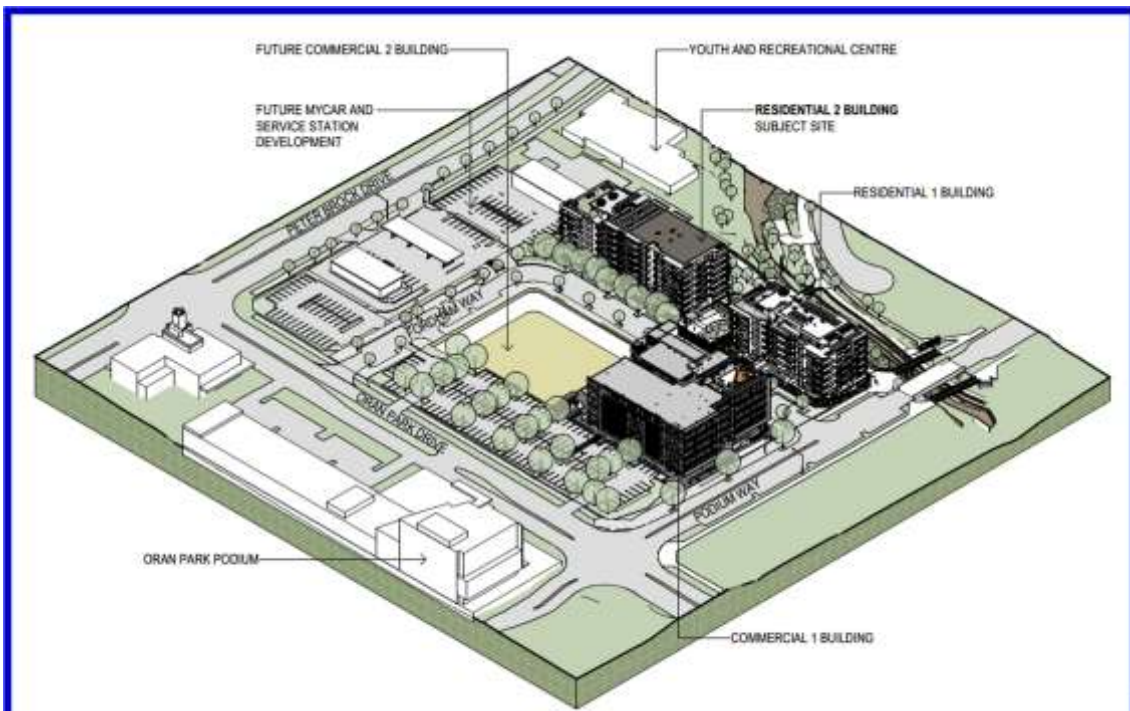 FUTURE COMMERCIAL 2 BUILDING
YOUTH AND RECREATIONAL CENTRE
FUTURE MYCAR AND
SERVICE STATION
DEVELOPMENT
RESIDENTIAL 2 BUILDING
SUBJECT SITE
RESIDENTIAL 1 BUILDING
PETER BROCK DRIVE
FORDHAM WAY
ORAN PARK DRIVE
PODIUM WAY
ORAN PARK PODIUM
COMMERCIAL 1 BUILDING